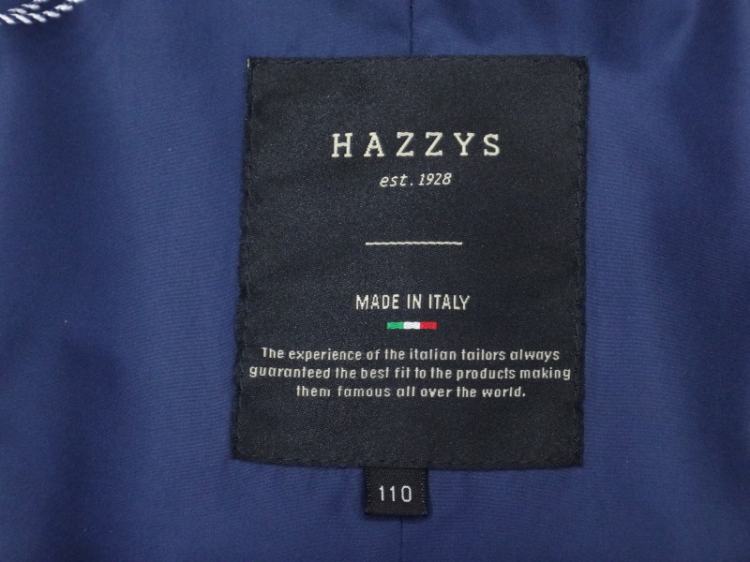 HAZZYS
est. 1928
MADE IN ITALY
The experience of the italian tailors always
guaranteed the best fit to the products making
them famous all over the world.
110